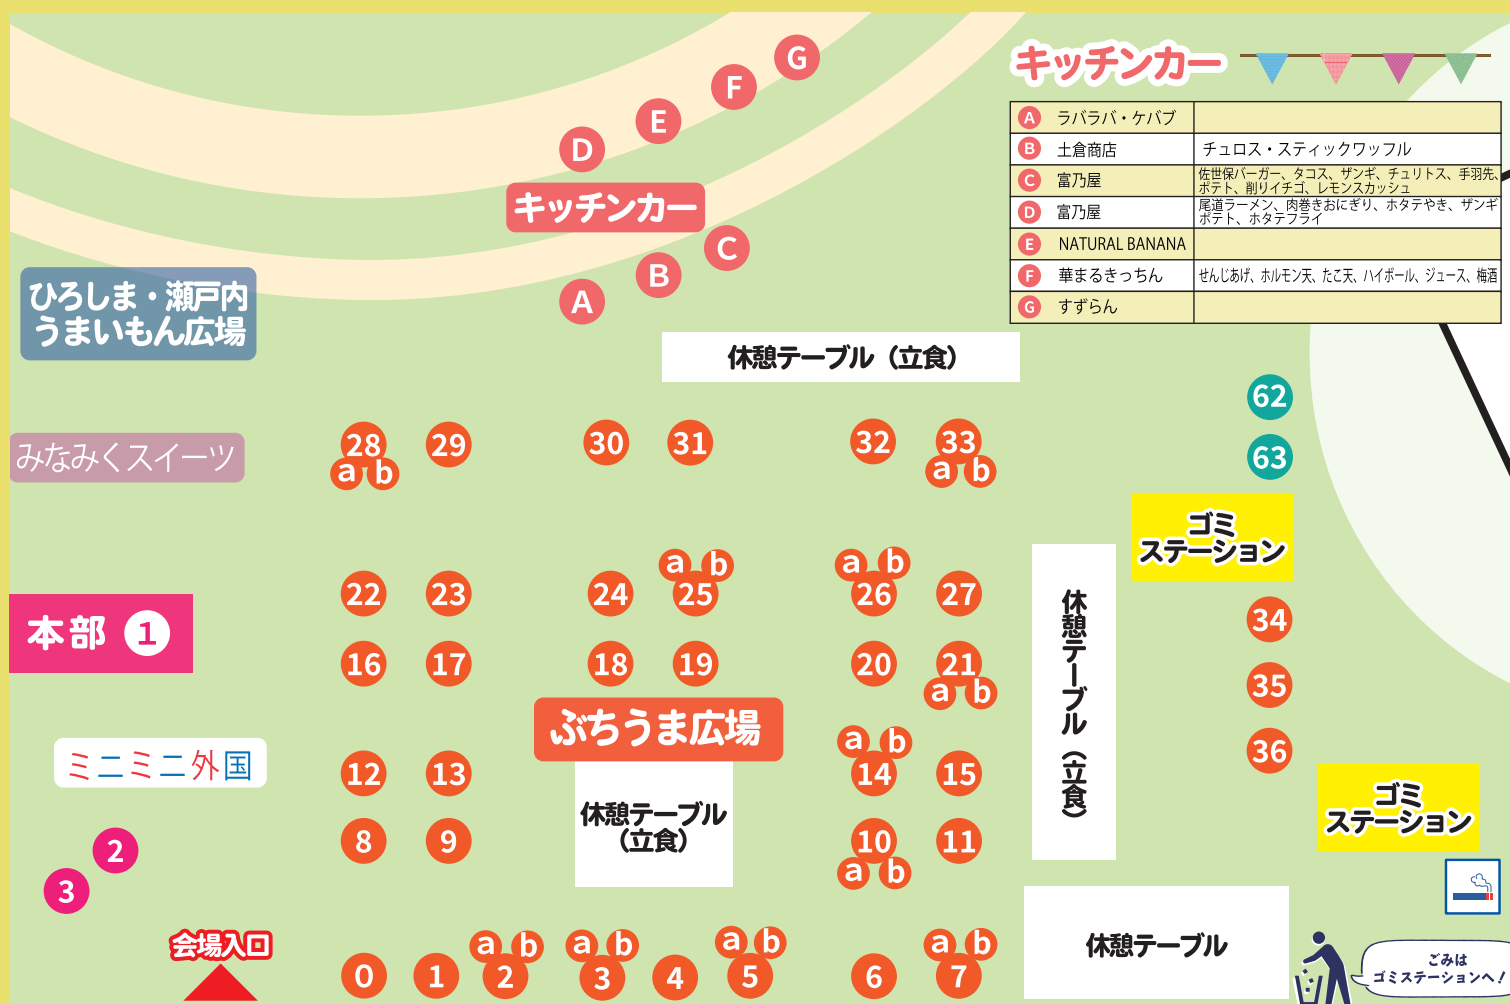 G
F
E
D
キッチンカー
C
B
A
キッチンカー
A ラバラバ・ケバブ
B 土倉商店 チュロス・スティックワッフル
C 富乃屋 佐世保バーガー、タコス、ザンギ、チュリトス、手羽先、
ポテト、削りイチゴ、レモンスカッシュ
D 富乃屋 尾道ラーメン、肉巻きおにぎり、ホタテやき、ザンギ
ポテト、ホタテフライ
E NATURAL BANANA
F 華まるきっちん せんじあげ、ホルモン天、たこ天、ハイボール、ジュース、梅酒
G すずらん
ひろしま・瀬戸内
うまいもん広場
休憩テーブル（立食）
62
63
みなみくスイーツ
28 29 30 31 32 33
a b a b
ゴミ
ステーション
a b a b
22 23 24 25 26 27
休憩テーブル（立食）
34
35
36
本部 1
16 17 18 19 20 21
a b
ぶちうま広場
ミニミニ外国
a b
12 13 14 15
休憩テーブル
（立食）
8 9 10 11
a b
ゴミ
ステーション
2
3
会場入口
a b a b a b a b
0 1 2 3 4 5 6 7
休憩テーブル
ごみは
ゴミステーションへ！